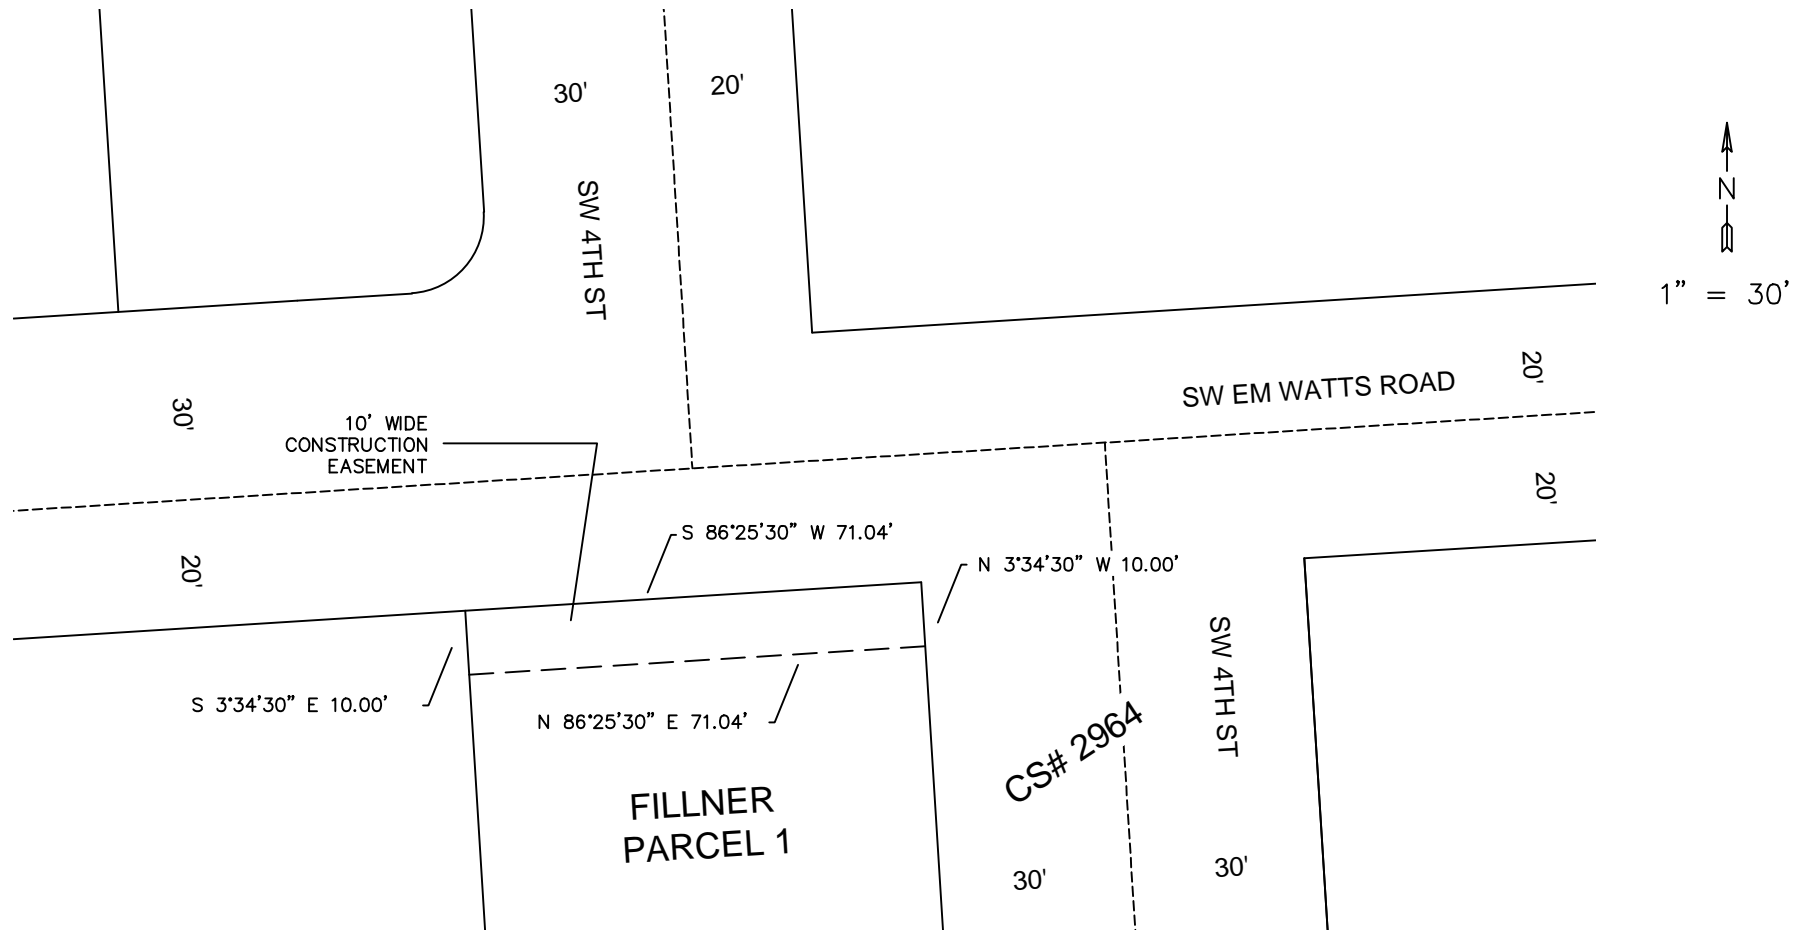 30'
20'
SW 4TH ST
N
1" = 30'
20'
SW EM WATTS ROAD
30'
10' WIDE
CONSTRUCTION
EASEMENT
20'
S 86°25'30" W 71.04'
N 3°34'30" W 10.00'
20'
S 3°34'30" E 10.00'
N 86°25'30" E 71.04'
SW 4TH ST
CS# 2964
FILLNER
PARCEL 1
30'
30'